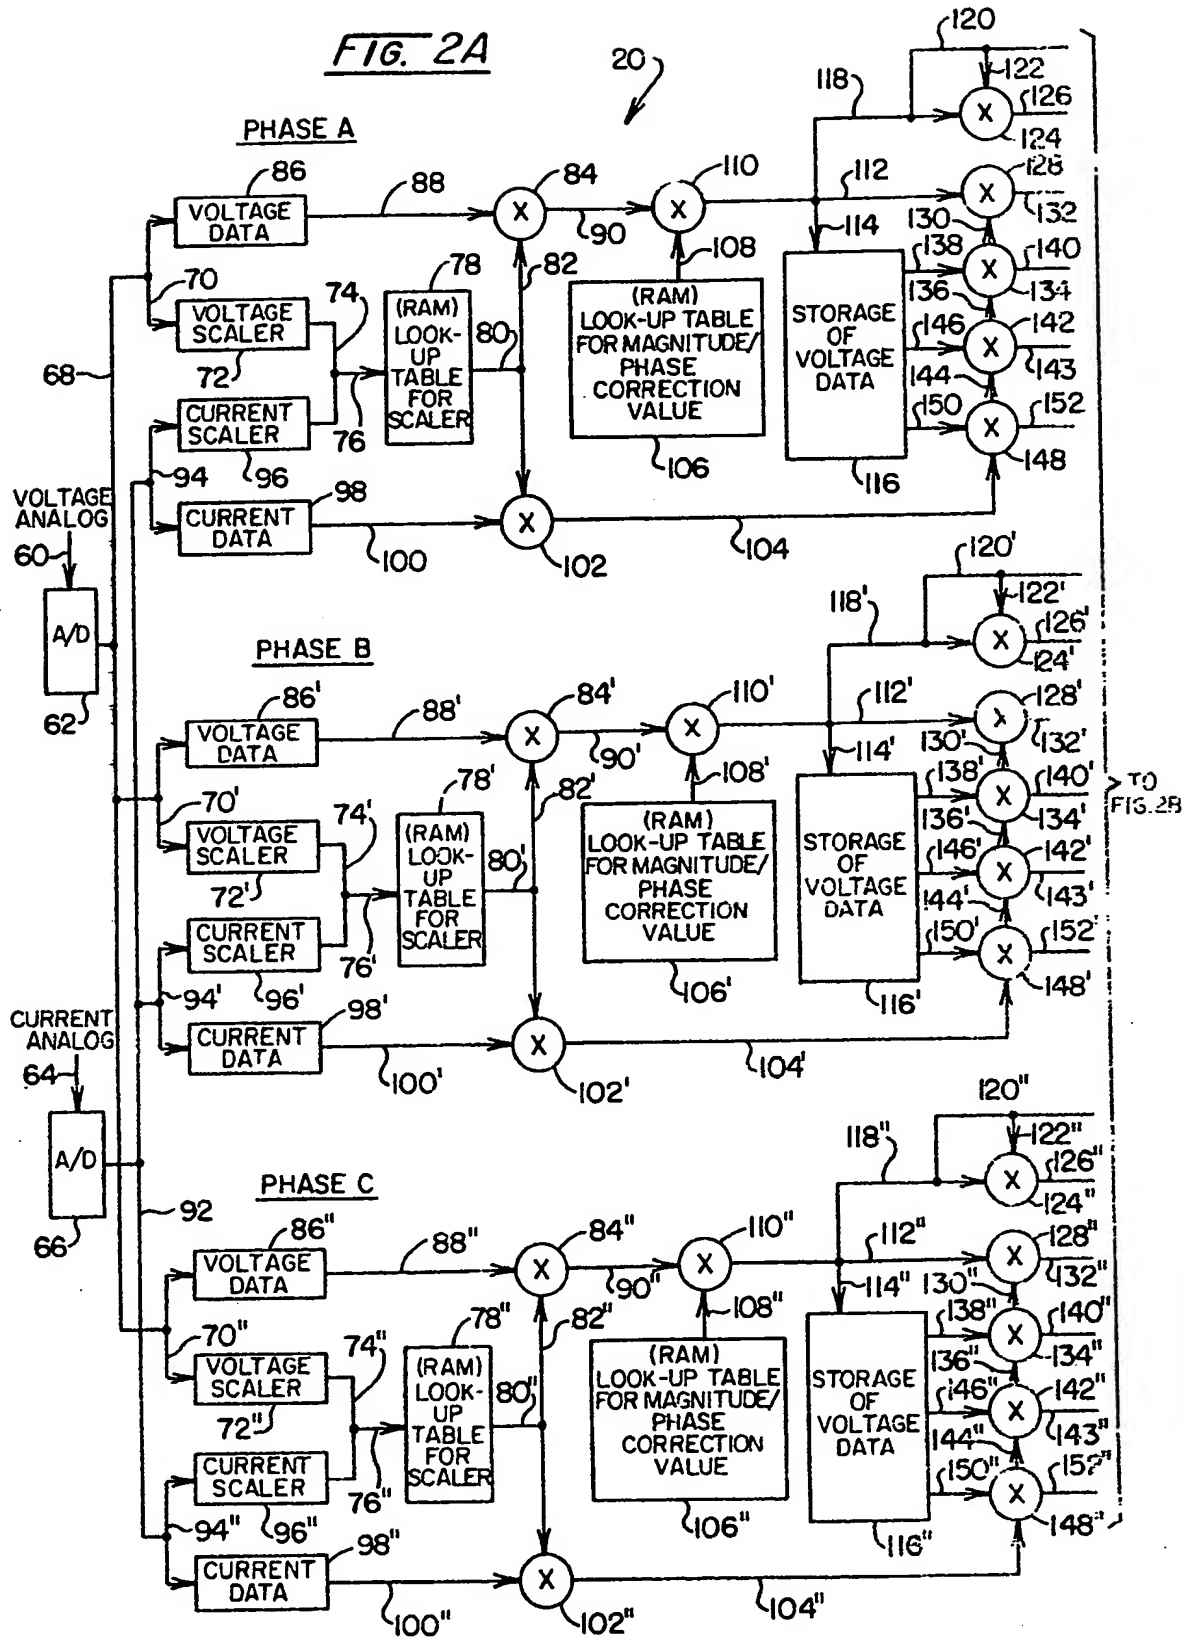 FIG. 2A
20
120
122
118
126
124
PHASE A
86
88
84
110
112
128
VOLTAGE
DATA
90
130
132
114
138
140
70
74
78
82
108
136
134
VOLTAGE
SCALER
(RAM)
LOOK-
UP
TABLE
FOR
SCALER
80
(RAM)
LOOK-UP TABLE
FOR MAGNITUDE/
PHASE
CORRECTION
VALUE
STORAGE
OF
VOLTAGE
DATA
146
142
68
72
144
143
CURRENT
SCALER
76
150
152
94
96
106
116
148
VOLTAGE
ANALOG
98
CURRENT
DATA
60
100
102
104
A/D
62
120'
122'
118'
126'
124'
PHASE B
86'
88'
84'
110'
112'
128'
VOLTAGE
DATA
90'
130'
132'
114'
138'
140'
70'
74'
78'
82'
108'
136'
134'
TO
FIG. 2B
VOLTAGE
SCALER
(RAM)
LOOK-
UP
TABLE
FOR
SCALER
80'
(RAM)
LOOK-UP TABLE
FOR MAGNITUDE/
PHASE
CORRECTION
VALUE
STORAGE
OF
VOLTAGE
DATA
146'
142'
72'
144'
143'
CURRENT
SCALER
76'
150'
152'
94'
96'
106'
116'
148'
CURRENT
ANALOG
98'
CURRENT
DATA
64
100'
102'
104'
A/D
66
92
120"
122"
118"
126"
124"
PHASE C
86"
88"
84"
110"
112"
128"
VOLTAGE
DATA
90"
130"
132"
114"
138"
140"
70"
74"
78"
82"
108"
136"
134"
VOLTAGE
SCALER
(RAM)
LOOK-
UP
TABLE
FOR
SCALER
80"
(RAM)
LOOK-UP TABLE
FOR MAGNITUDE/
PHASE
CORRECTION
VALUE
STORAGE
OF
VOLTAGE
DATA
146"
142"
72"
144"
143"
CURRENT
SCALER
76"
150"
152"
94"
96"
106"
116"
148"
98"
CURRENT
DATA
100"
102"
104"